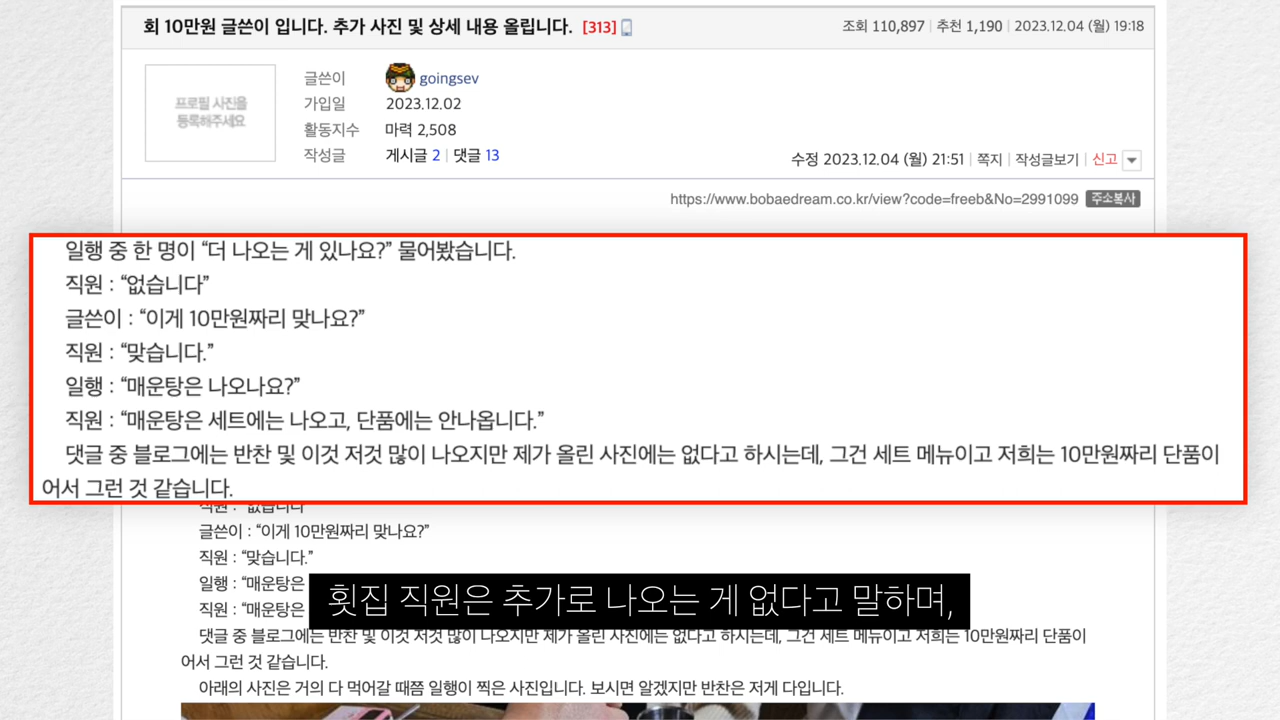 회 10만원 글쓴이 입니다. 추가 사진 및 상세 내용 올립니다. [313]
조회 110,897 | 추천 1,190 | 2023.12.04 (월) 19:18
프로필 사진을
등록해주세요
글쓴이 goingsev
가입일 2023.12.02
활동지수 마력 2,508
작성글 게시글 2 | 댓글 13
수정 2023.12.04 (월) 21:51 | 쪽지 | 작성글보기 | 신고
https://www.bobaedream.co.kr/view?code=freeb&No=2991099 주소복사
일행 중 한 명이 “더 나오는 게 있나요?” 물어봤습니다.
직원 : “없습니다”
글쓴이 : “이게 10만원짜리 맞나요?”
직원 : “맞습니다.”
일행 : “매운탕은 나오나요?”
직원 : “매운탕은 세트에는 나오고, 단품에는 안나옵니다.”
댓글 중 블로그에는 반찬 및 이것 저것 많이 나오지만 제가 올린 사진에는 없다고 하시는데, 그건 세트 메뉴이고 저희는 10만원짜리 단품이
어서 그런 것 같습니다.
직원 : “없습니다”
글쓴이 : “이게 10만원짜리 맞나요?”
직원 : “맞습니다.”
일행 : “매운탕은
직원 : “매운탕은
횟집 직원은 추가로 나오는 게 없다고 말하며,
댓글 중 블로그에는 반찬 및 이것 저것 많이 나오지만 제가 올린 사진에는 없다고 하시는데, 그건 세트 메뉴이고 저희는 10만원짜리 단품이
어서 그런 것 같습니다.
아래의 사진은 거의 다 먹어갈 때쯤 일행이 찍은 사진입니다. 보시면 알겠지만 반찬은 저게 다입니다.